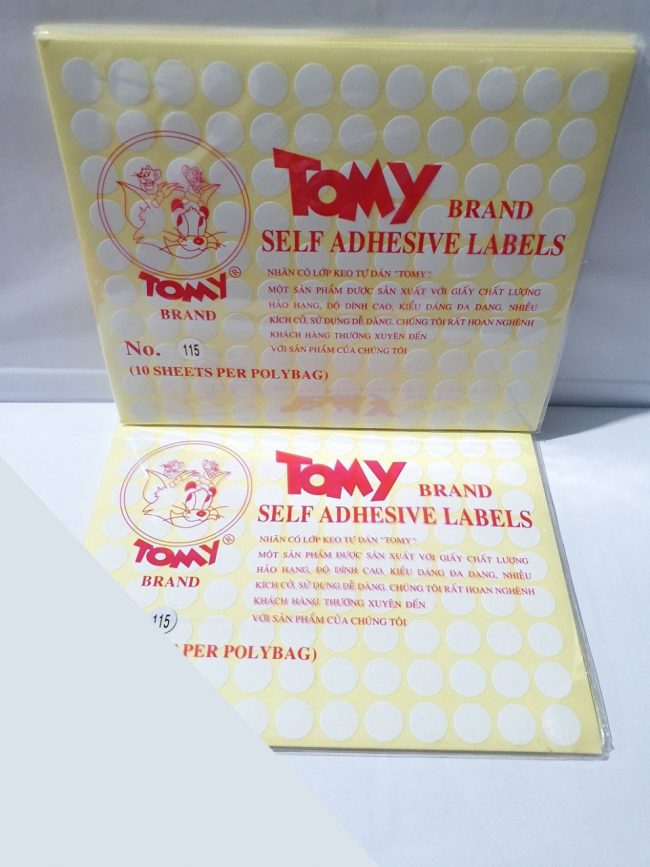 TOMY BRAND
SELF ADHESIVE LABELS
NHÃN CÓ LỚP KEO TỰ DÁN "TOMY"
MỘT SẢN PHẨM ĐƯỢC SẢN XUẤT VỚI GIẤY CHẤT LƯỢNG
HẢO HẠNG, ĐỘ DÍNH CAO, KIỂU DÁNG ĐA DẠNG, NHIỀU
KÍCH CỠ, SỬ DỤNG DỄ DÀNG. CHÚNG TÔI RẤT HOAN NGHÊNH
KHÁCH HÀNG THƯỜNG XUYÊN ĐẾN
VỚI SẢN PHẨM CỦA CHÚNG TÔI
TOMY®
BRAND
No. 115
(10 SHEETS PER POLYBAG)
TOMY BRAND
SELF ADHESIVE LABELS
NHÃN CÓ LỚP KEO TỰ DÁN "TOMY"
MỘT SẢN PHẨM ĐƯỢC SẢN XUẤT VỚI GIẤY CHẤT LƯỢNG
HẢO HẠNG, ĐỘ DÍNH CAO, KIỂU DÁNG ĐA DẠNG, NHIỀU
KÍCH CỠ, SỬ DỤNG DỄ DÀNG. CHÚNG TÔI RẤT HOAN NGHÊNH
KHÁCH HÀNG THƯỜNG XUYÊN ĐẾN
VỚI SẢN PHẨM CỦA CHÚNG TÔI
TOMY®
BRAND
115
PER POLYBAG)